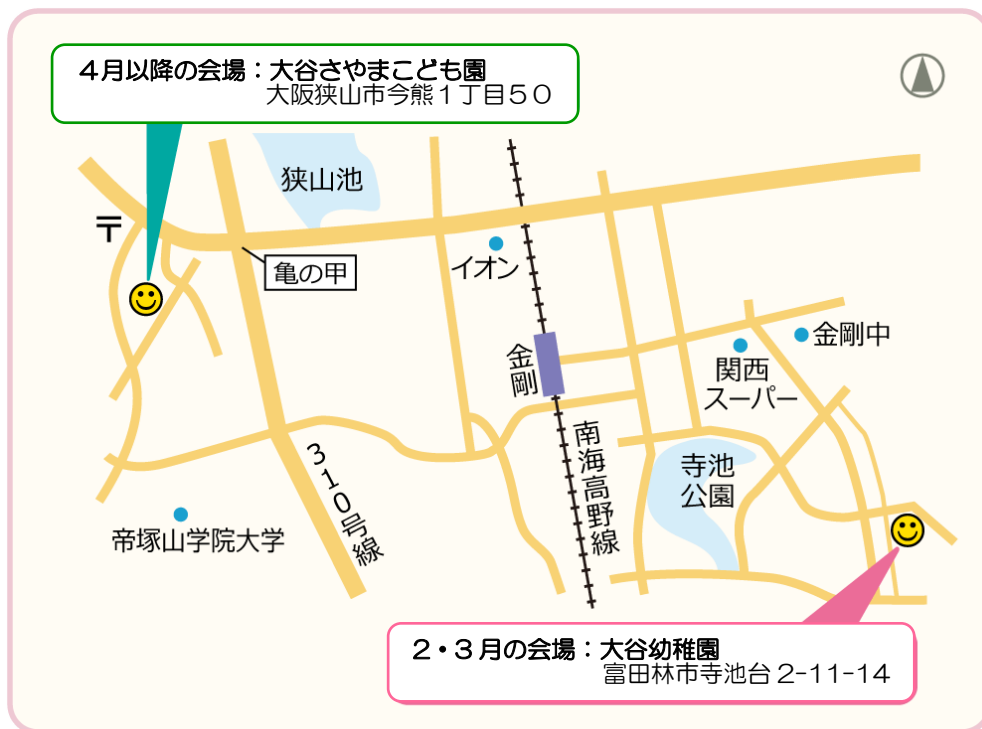 ４月以降の会場：大谷さやまこども園
大阪狭山市今熊１丁目５０
狭山池
〒
亀の甲
イオン
金剛
金剛中
関西
スーパー
南海高野線
寺池
公園
３１０号線
帝塚山学院大学
２・３月の会場：大谷幼稚園
富田林市寺池台 2-11-14